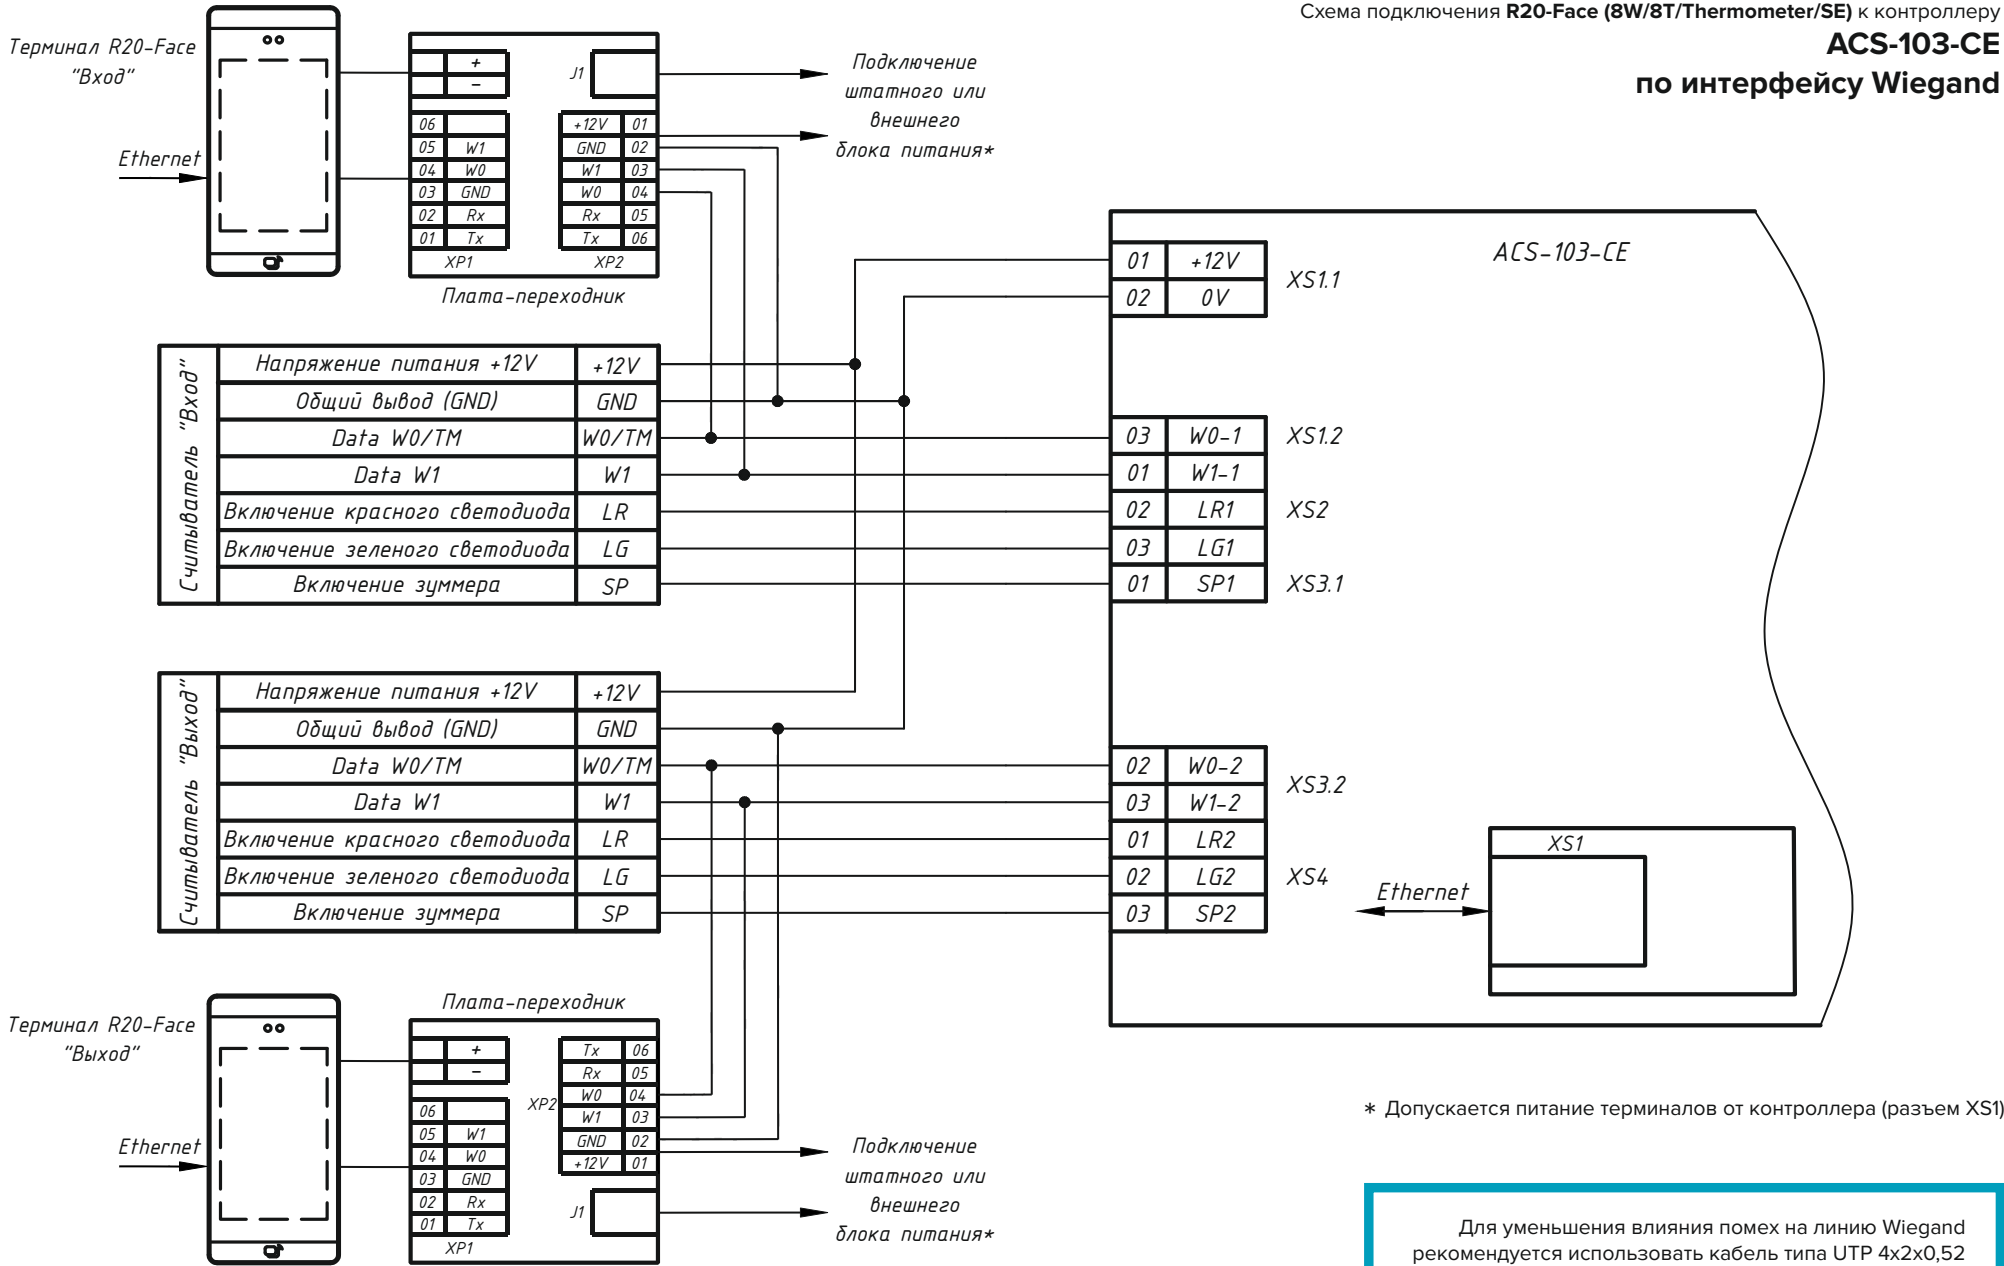 Схема подключения R20-Face (8W/8T/Thermometer/SE) к контроллеру
ACS-103-CE
по интерфейсу Wiegand
Терминал R20-Face
"Вход"
Ethernet
+
−
J1
06
05 W1
04 W0
03 GND
02 Rx
01 Tx
XP1
+12V 01
GND 02
W1 03
W0 04
Rx 05
Tx 06
XP2
Плата-переходник
Подключение
штатного или
внешнего
блока питания*
Считыватель "Вход"
Напряжение питания +12V +12V
Общий вывод (GND) GND
Data W0/TM W0/TM
Data W1 W1
Включение красного светодиода LR
Включение зеленого светодиода LG
Включение зуммера SP
Считыватель "Выход"
Напряжение питания +12V +12V
Общий вывод (GND) GND
Data W0/TM W0/TM
Data W1 W1
Включение красного светодиода LR
Включение зеленого светодиода LG
Включение зуммера SP
ACS-103-CE
01 +12V
02 0V
XS1.1
03 W0-1 XS1.2
01 W1-1
02 LR1 XS2
03 LG1
01 SP1 XS3.1
02 W0-2
03 W1-2
XS3.2
01 LR2
02 LG2 XS4
03 SP2
XS1
Ethernet
Терминал R20-Face
"Выход"
Ethernet
Плата-переходник
+
−
06
05 W1
04 W0
03 GND
02 Rx
01 Tx
XP1
Tx 06
Rx 05
W0 04
W1 03
GND 02
+12V 01
XP2
J1
Подключение
штатного или
внешнего
блока питания*
* Допускается питание терминалов от контроллера (разъем XS1)
Для уменьшения влияния помех на линию Wiegand
рекомендуется использовать кабель типа UTP 4x2x0,52